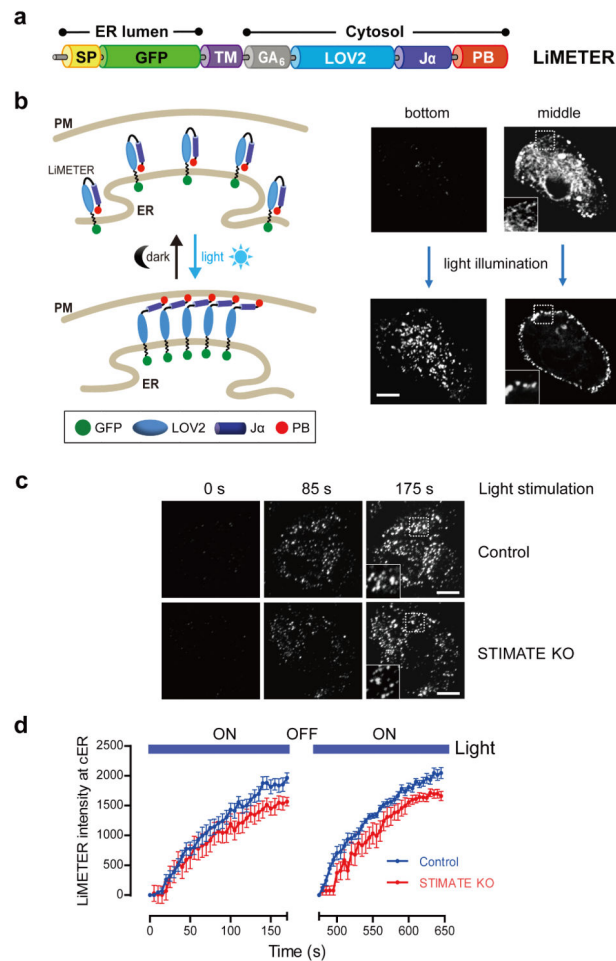 a
ER lumen Cytosol
SP GFP TM GA6 LOV2 Jα PB LiMETER
b
PM
LiMETER
ER
dark light
PM
ER
GFP LOV2 Jα PB
bottom middle
light illumination
c
0 s 85 s 175 s Light stimulation
Control
STIMATE KO
d
ON OFF ON
Light
LiMETER intensity at cER
2500
2000
1500
1000
500
0
Control
STIMATE KO
0 50 100 150 500 550 600 650
Time (s)